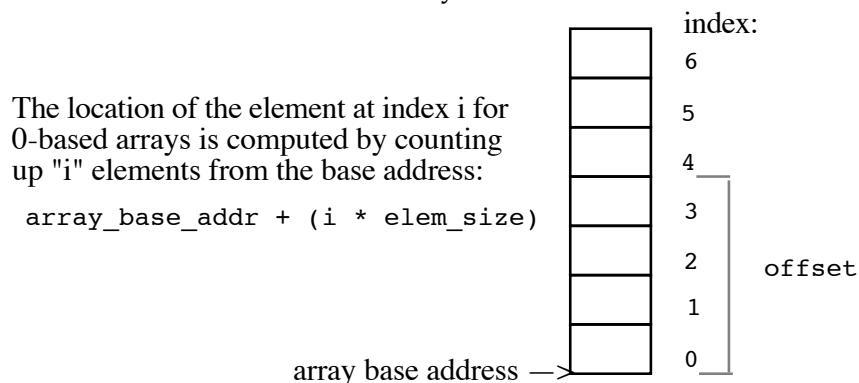 index:
6
The location of the element at index i for
5
0-based arrays is computed by counting
up "i" elements from the base address:
4
array_base_addr + (i * elem_size)
3
2
offset
1
0
array base address —>